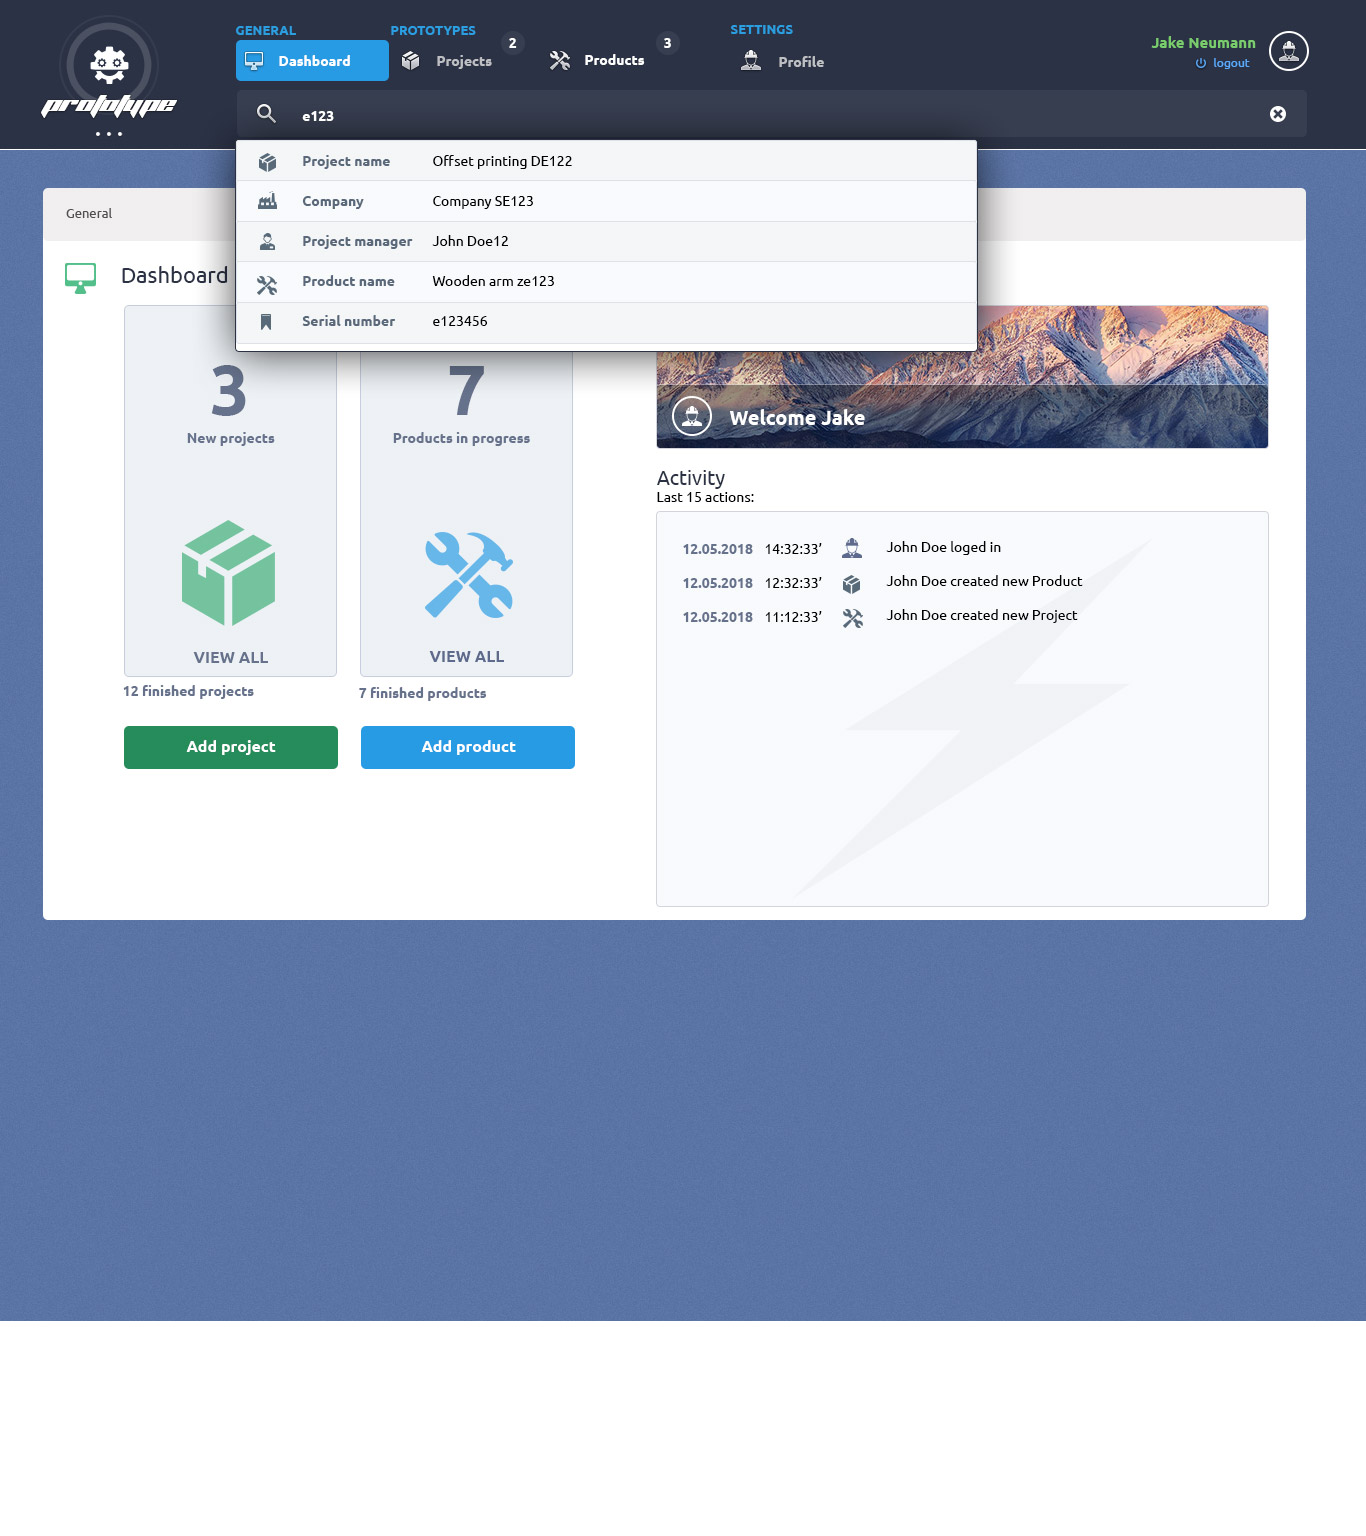 GENERAL
PROTOTYPES
SETTINGS
Dashboard
Projects
2
Products
3
Profile
Jake Neumann
logout
prototype
e123
Project name Offset printing DE122
Company Company SE123
Project manager John Doe12
Product name Wooden arm ze123
Serial number e123456
General
Dashboard
3
New projects
VIEW ALL
12 finished projects
Add project
7
Products in progress
VIEW ALL
7 finished products
Add product
Welcome Jake
Activity
Last 15 actions:
12.05.2018 14:32:33’ John Doe loged in
12.05.2018 12:32:33’ John Doe created new Product
12.05.2018 11:12:33’ John Doe created new Project